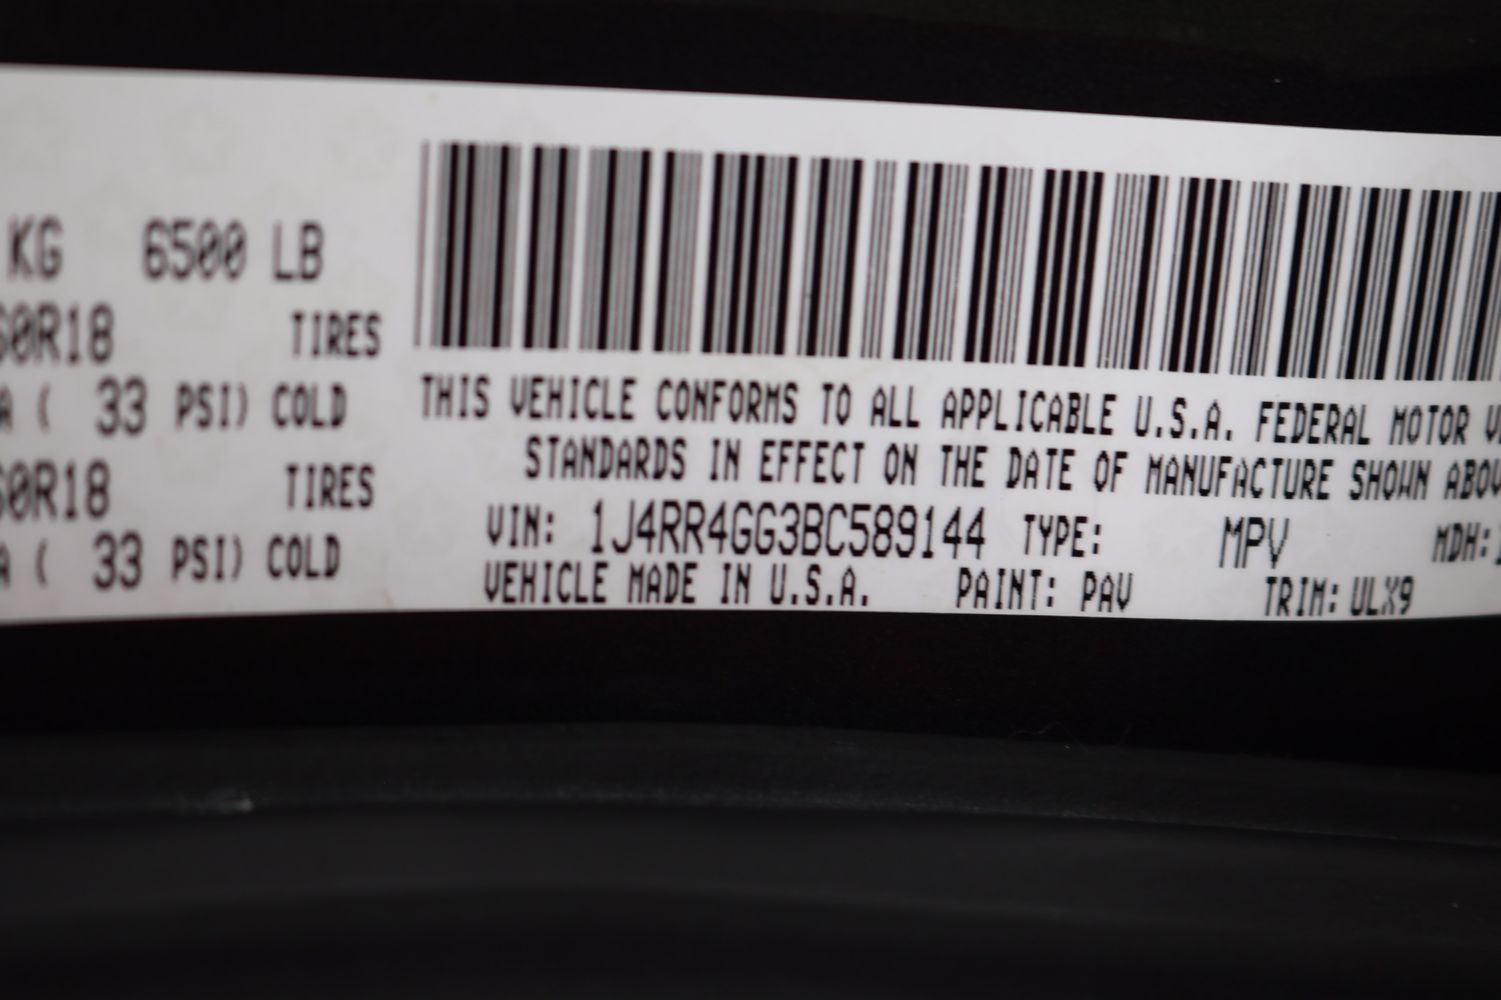 KG 6500 LB
60R18 TIRES
A ( 33 PSI) COLD
60R18 TIRES
A ( 33 PSI) COLD
THIS VEHICLE CONFORMS TO ALL APPLICABLE U.S.A. FEDERAL MOTOR V
STANDARDS IN EFFECT ON THE DATE OF MANUFACTURE SHOWN ABOV
VIN: 1J4RR4GG3BC589144 TYPE: MPV MDH:
VEHICLE MADE IN U.S.A. PAINT: PAV TRIM: ULX9